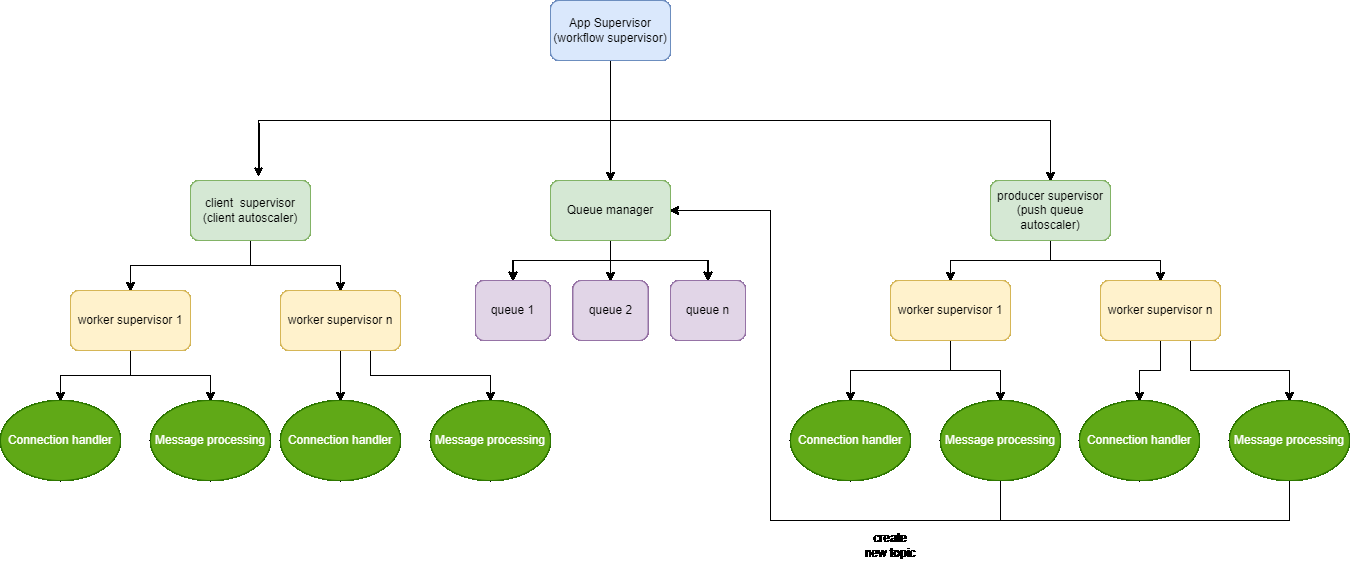 App Supervisor
(workflow supervisor)
client supervisor
(client autoscaler)
Queue manager
producer supervisor
(push queue
autoscaler)
worker supervisor 1
worker supervisor n
queue 1
queue 2
queue n
worker supervisor 1
worker supervisor n
Connection handler
Message processing
Connection handler
Message processing
Connection handler
Message processing
Connection handler
Message processing
create
new topic